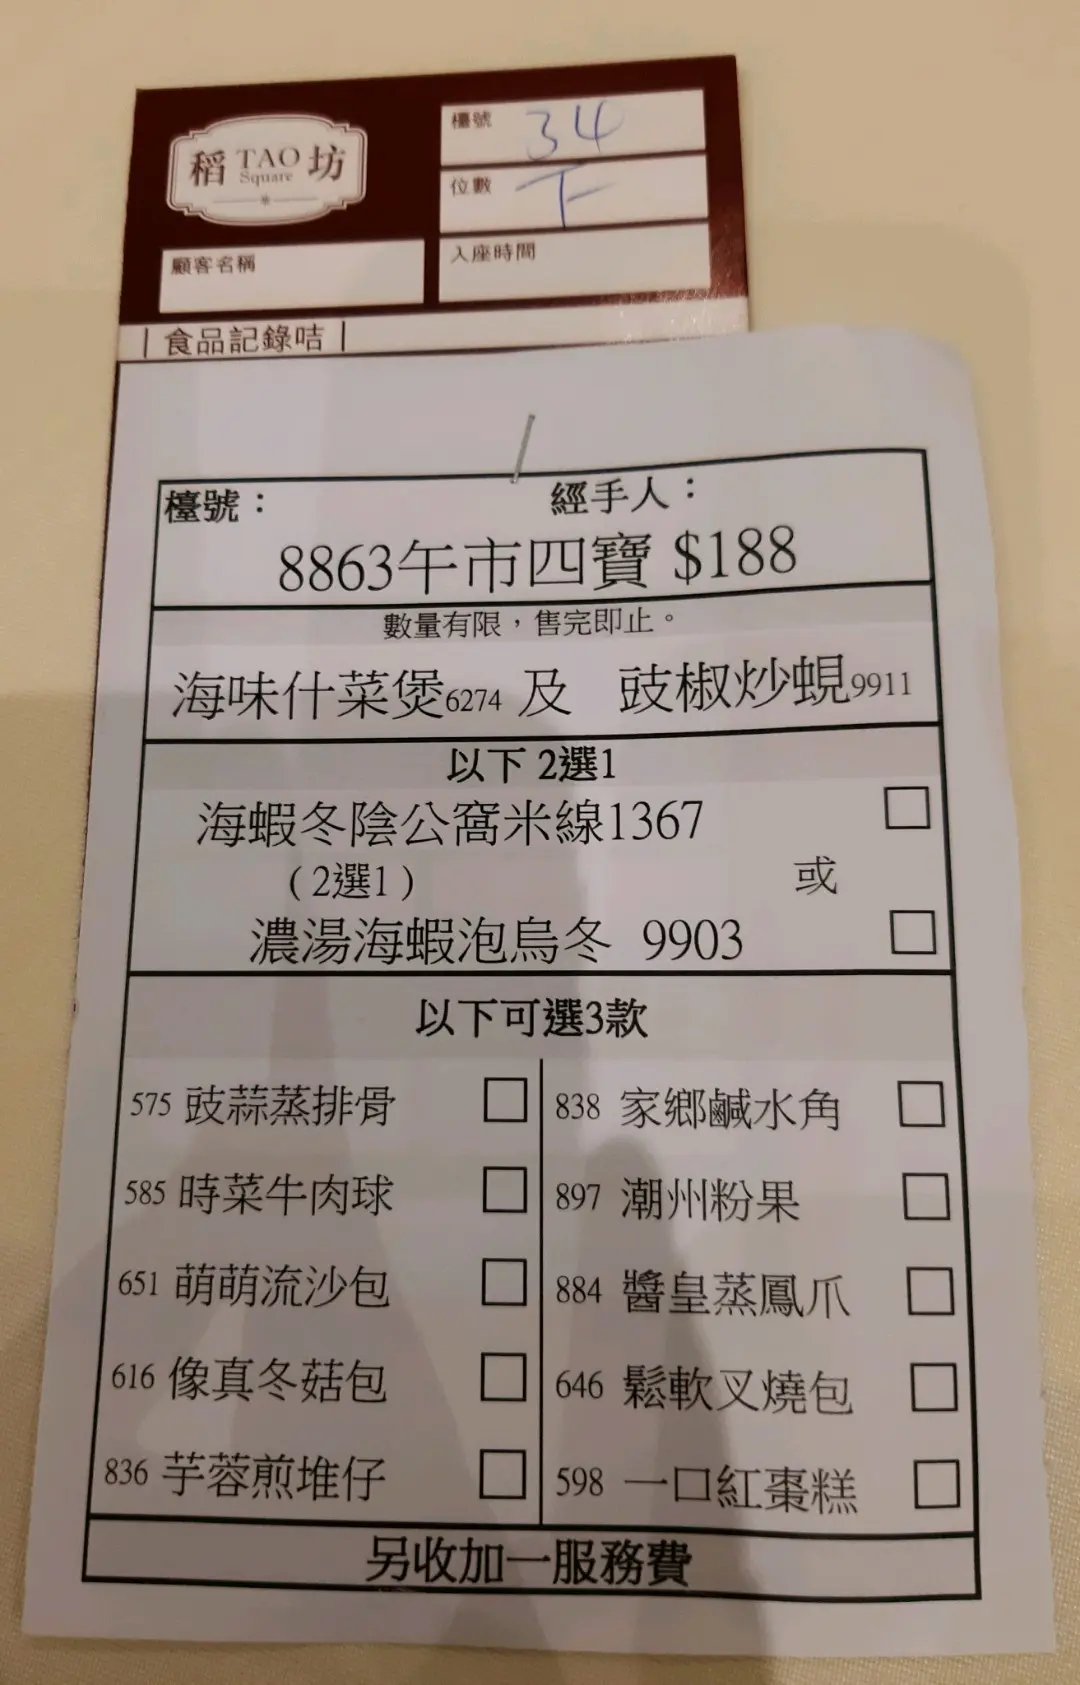 稻 TAO Square 坊
檯號 34
位數 T
顧客名稱
入座時間
食品記錄咭
檯號： 經手人：
8863午市四寶 $188
數量有限，售完即止。
海味什菜煲6274 及 豉椒炒蜆9911
以下 2選1
海蝦冬陰公窩米線1367
（2選1） 或
濃湯海蝦泡烏冬 9903
以下可選3款
575 豉蒜蒸排骨
838 家鄉鹹水角
585 時菜牛肉球
897 潮州粉果
651 萌萌流沙包
884 醬皇蒸鳳爪
616 像真冬菇包
646 鬆軟叉燒包
836 芋蓉煎堆仔
598 一口紅棗糕
另收加一服務費